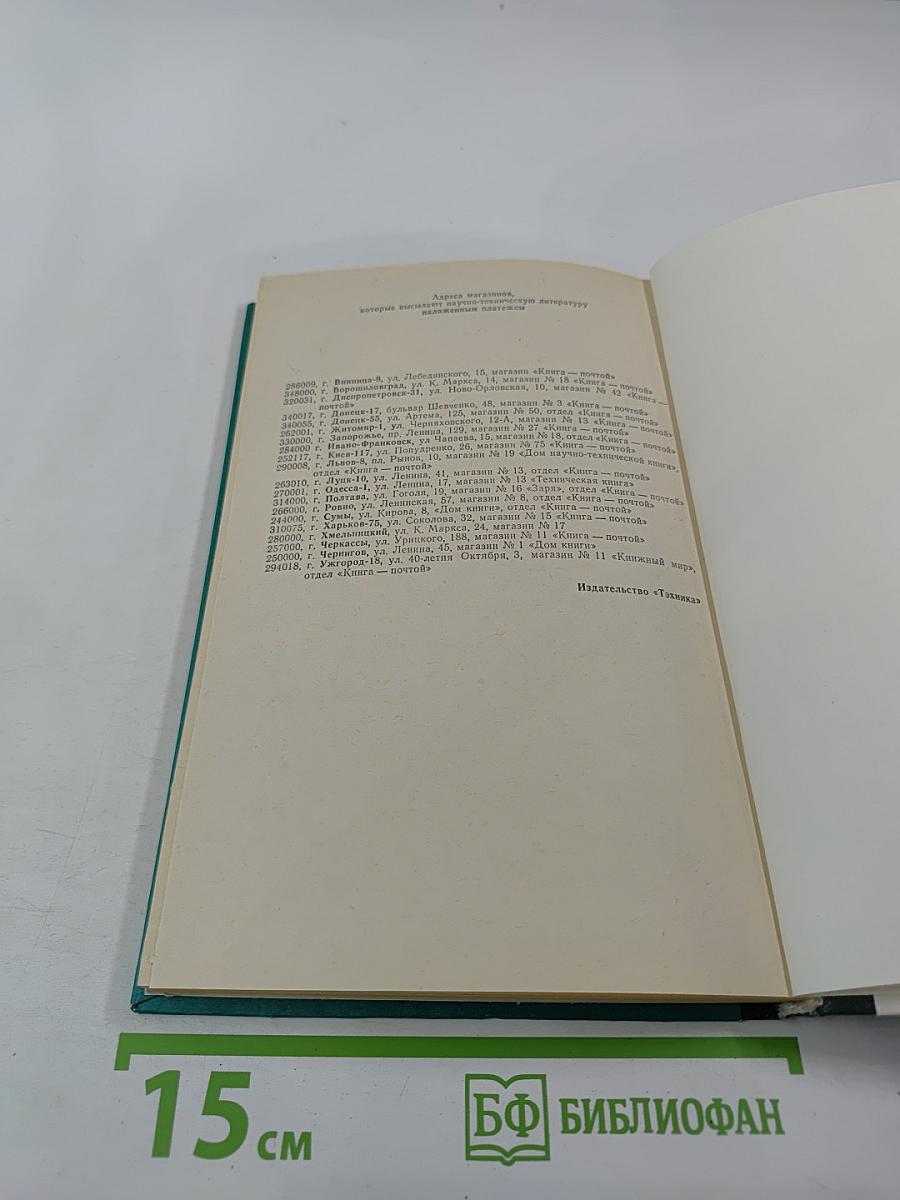 Адреса магазинов,
которые высылают научно-техническую литературу
наложенным платежом
286009, г. Винница-9, ул. Лебединского, 15, магазин «Книга — почтой»
348000, г. Ворошиловград, ул. К. Маркса, 14, магазин № 18 «Книга — почтой»
320031, г. Днепропетровск-31, ул. Ново-Орловская, 10, магазин № 42 «Книга —
почтой»
340017, г. Донецк-17, бульвар Шевченко, 48, магазин № 3 «Книга — почтой»
340055, г. Донецк-55, ул. Артема, 125, магазин № 50, отдел «Книга — почтой»
262001, г. Житомир-1, ул. Черняховского, 12-А, магазин № 13 «Книга — почтой»
330000, г. Запорожье, пр. Ленина, 129, магазин № 27 «Книга — почтой»
284000 г. Ивано-Франковск, ул Чапаева, 15, магазин № 18, отдел «Книга — почтой»
252117, г. Киев-117, ул. Попудренко, 26, магазин № 75 «Книга — почтой»
290008, г. Львов-8, пл. Рынок, 10, магазин № 19 «Дом научно-технической книги»,
отдел «Книга — почтой»
263010, г. Луцк-10, ул. Ленина, 41, магазин № 13, отдел «Книга — почтой»
270001, г. Одесса-1, ул. Ленина, 17, магазин № 13 «Техническая книга»
314000, г. Полтава, ул. Гоголя, 19, магазин № 16 «Заря», отдел «Книга — почтой»
266000, г. Ровно, ул. Ленинская, 57, магазин № 8, отдел «Книга — почтой»
244000, г. Сумы, ул. Кирова, 8, «Дом книги», отдел «Книга — почтой»
310075, г. Харьков-75, ул. Соколова, 32, магазин № 15 «Книга — почтой»
280000, г. Хмельницкий, ул. К. Маркса, 24, магазин № 17
257000, г. Черкассы, ул. Урицкого, 188, магазин № 11 «Книга — почтой»
250000, г. Чернигов, ул. Ленина, 45, магазин № 1 «Дом книги»
294018, г. Ужгород-18, ул. 40-летия Октября, 3, магазин № 11 «Книжный мир»,
отдел «Книга — почтой»
Издательство «Тэхника»
15 см
БФ БИБЛИОФАН